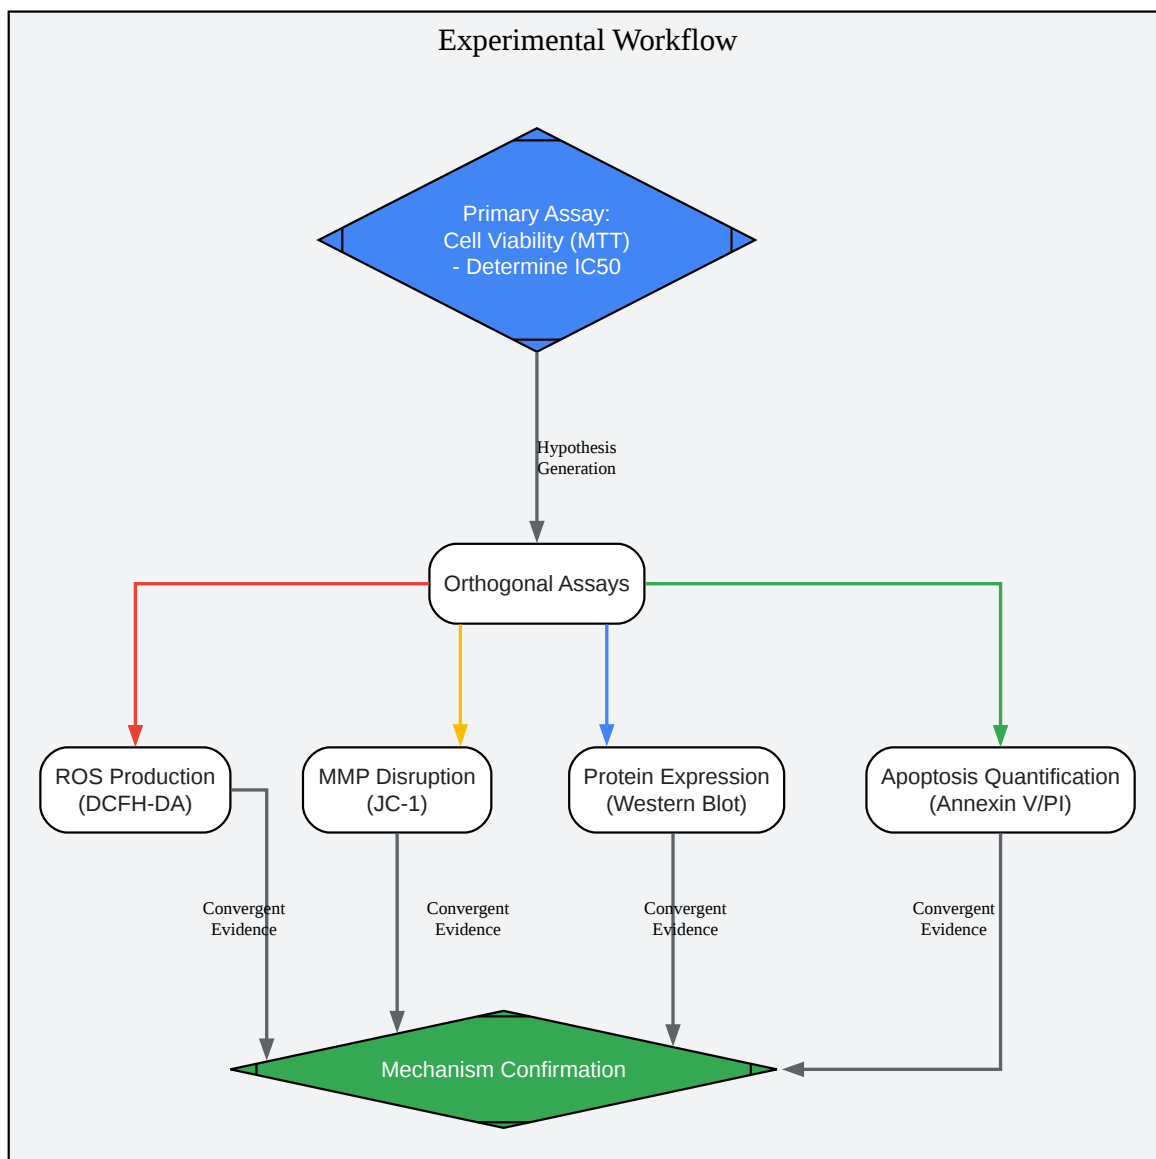 Experimental Workflow
Primary Assay:
Cell Viability (MTT)
- Determine IC50
Hypothesis
Generation
Orthogonal Assays
ROS Production
(DCFH-DA)
MMP Disruption
(JC-1)
Protein Expression
(Western Blot)
Apoptosis Quantification
(Annexin V/PI)
Convergent
Evidence
Convergent
Evidence
Convergent
Evidence
Convergent
Evidence
Mechanism Confirmation